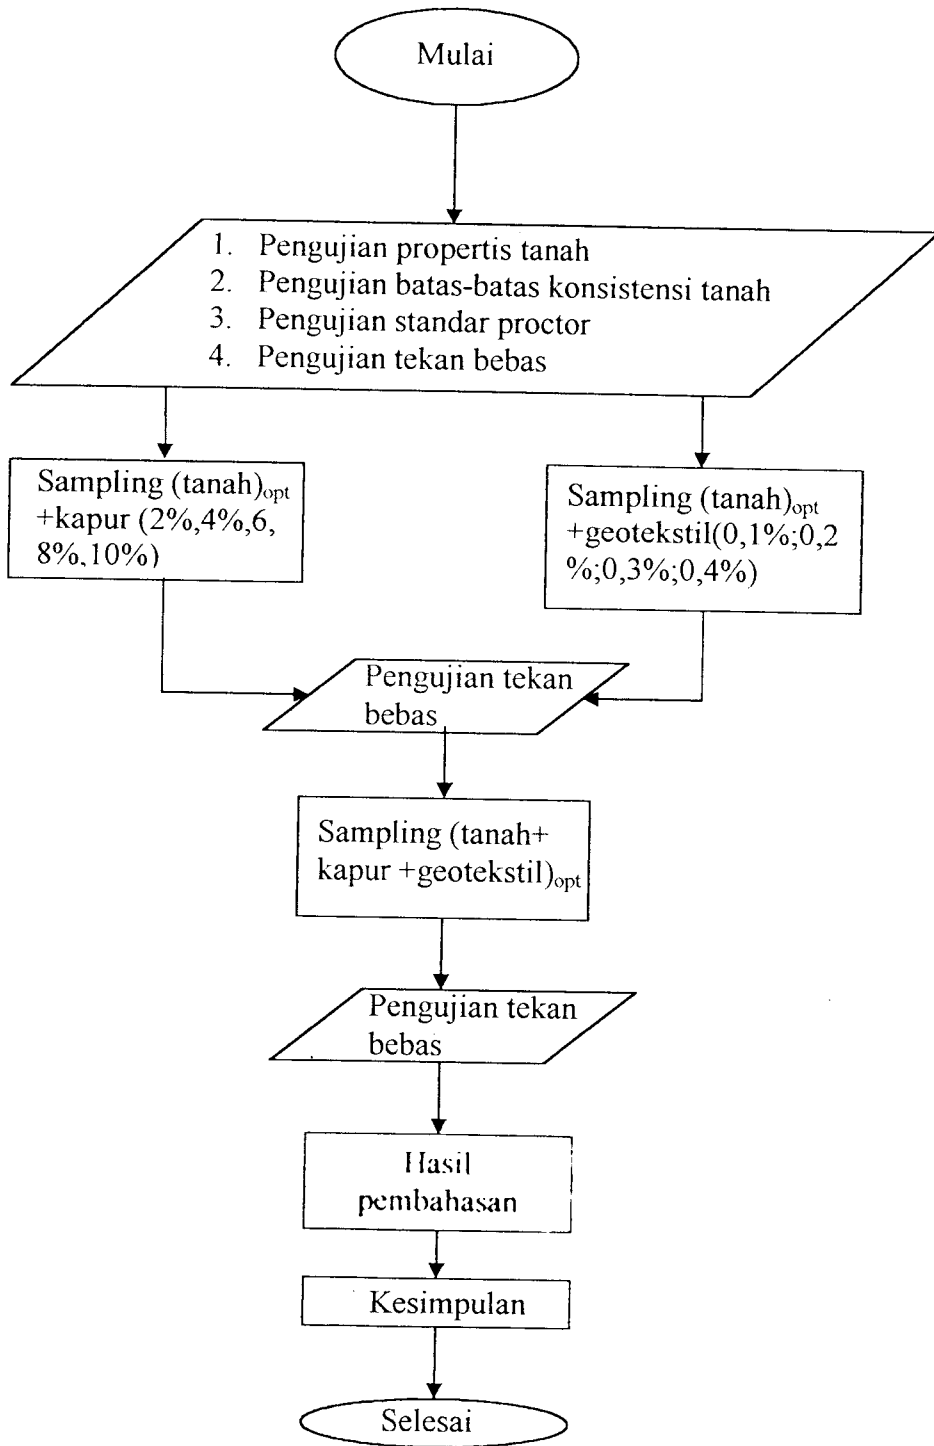 Mulai
1. Pengujian propertis tanah
2. Pengujian batas-batas konsistensi tanah
3. Pengujian standar proctor
4. Pengujian tekan bebas
Sampling (tanah)opt
+kapur (2%,4%,6,
8%,10%)
Sampling (tanah)opt
+geotekstil(0,1%;0,2
%;0,3%;0,4%)
Pengujian tekan
bebas
Sampling (tanah+
kapur +geotekstil)opt
Pengujian tekan
bebas
Hasil
pembahasan
Kesimpulan
Selesai